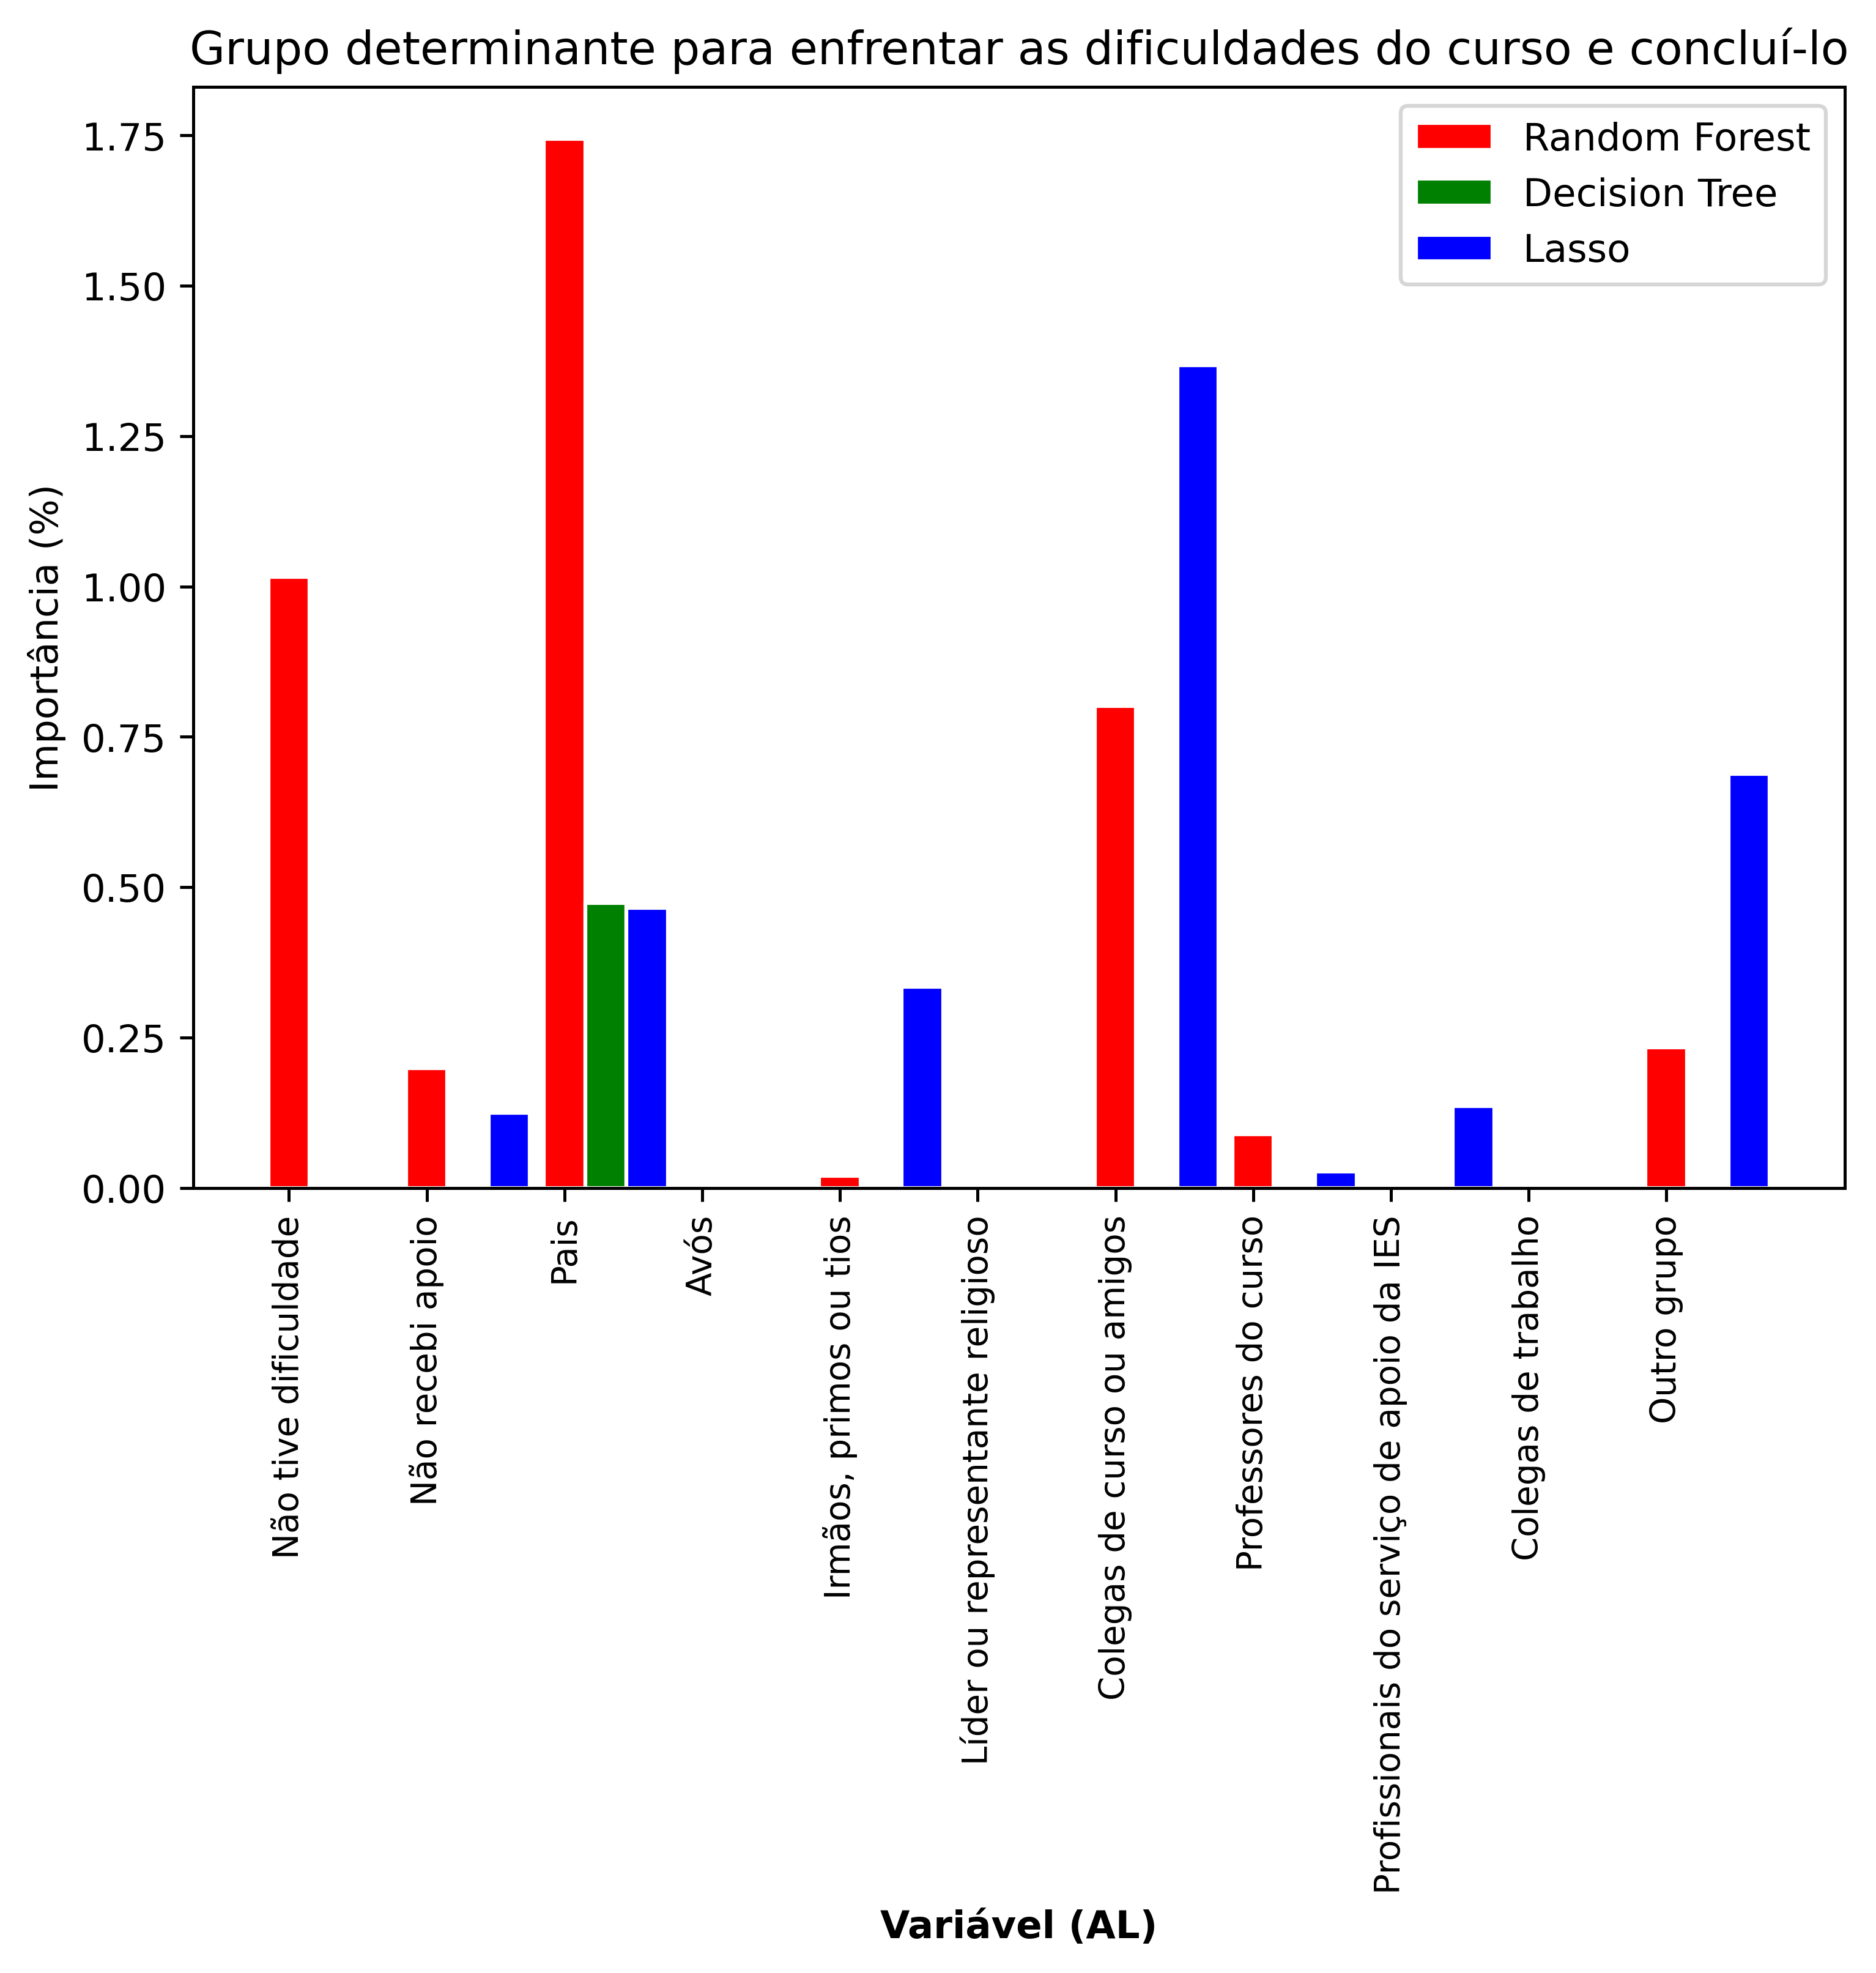 Grupo determinante para enfrentar as dificuldades do curso e concluí-lo
Random Forest
Decision Tree
Lasso
Importância (%)
1.75
1.50
1.25
1.00
0.75
0.50
0.25
0.00
Não tive dificuldade
Não recebi apoio
Pais
Avós
Irmãos, primos ou tios
Líder ou representante religioso
Colegas de curso ou amigos
Professores do curso
Profissionais do serviço de apoio da IES
Colegas de trabalho
Outro grupo
Variável (AL)